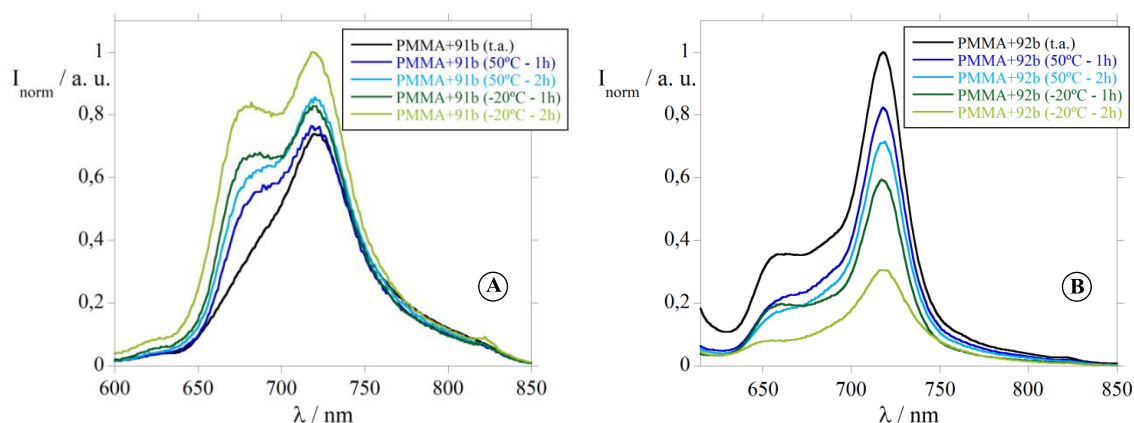 1
0,8
0,6
0,4
0,2
0
I norm / a. u.
PMMA+91b (t.a.)
PMMA+91b (50ºC - 1h)
PMMA+91b (50ºC - 2h)
PMMA+91b (-20ºC - 1h)
PMMA+91b (-20ºC - 2h)
A
600 650 700 750 800 850
λ / nm
1
0,8
0,6
0,4
0,2
0
I norm / a. u.
PMMA+92b (t.a.)
PMMA+92b (50ºC - 1h)
PMMA+92b (50ºC - 2h)
PMMA+92b (-20ºC - 1h)
PMMA+92b (-20ºC - 2h)
B
650 700 750 800 850
λ / nm